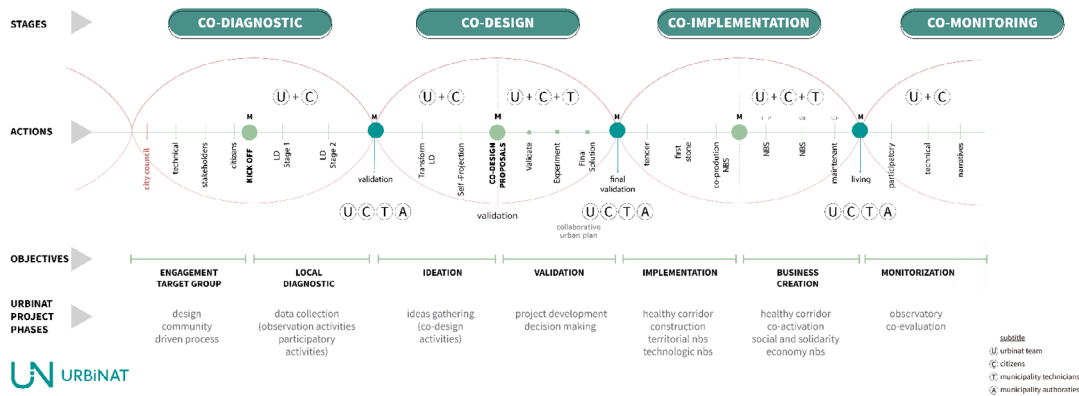 STAGES
CO-DIAGNOSTIC
CO-DESIGN
CO-IMPLEMENTATION
CO-MONITORING
U + C
U + C
U + C + T
U + C + T
U + C
ACTIONS
M
M
M
M
M
M
city council
technical
stakeholders
citizens
KICK OFF
LD
Stage 1
LD
Stage 2
validation
Transform
LD
Self -Projection
CO-DESIGN
PROPOSALS
validation
Validate
Experiment
Final
Solution
final
validation
tender
first
stone
co-prodution
NBS
NBS
NBS
maintenant
living
participatory
technical
narratives
U C T A
U C T A
U C T A
collaborative
urban plan
OBJECTIVES
ENGAGEMENT
TARGET GROUP
LOCAL
DIAGNOSTIC
IDEATION
VALIDATION
IMPLEMENTATION
BUSINESS
CREATION
MONITORIZATION
URBINAT
PROJECT
PHASES
design
community
driven process
data collection
(observation activities
participatory
activities)
ideas gathering
(co-design
activities)
project development
decision making
healthy corridor
construction
territorial nbs
technologic nbs
healthy corridor
co-activation
social and solidarity
economy nbs
observatory
co-evaluation
subtitle
U urbinat team
C citizens
T municipality technicians
A municipality authoraties
URBiNAT